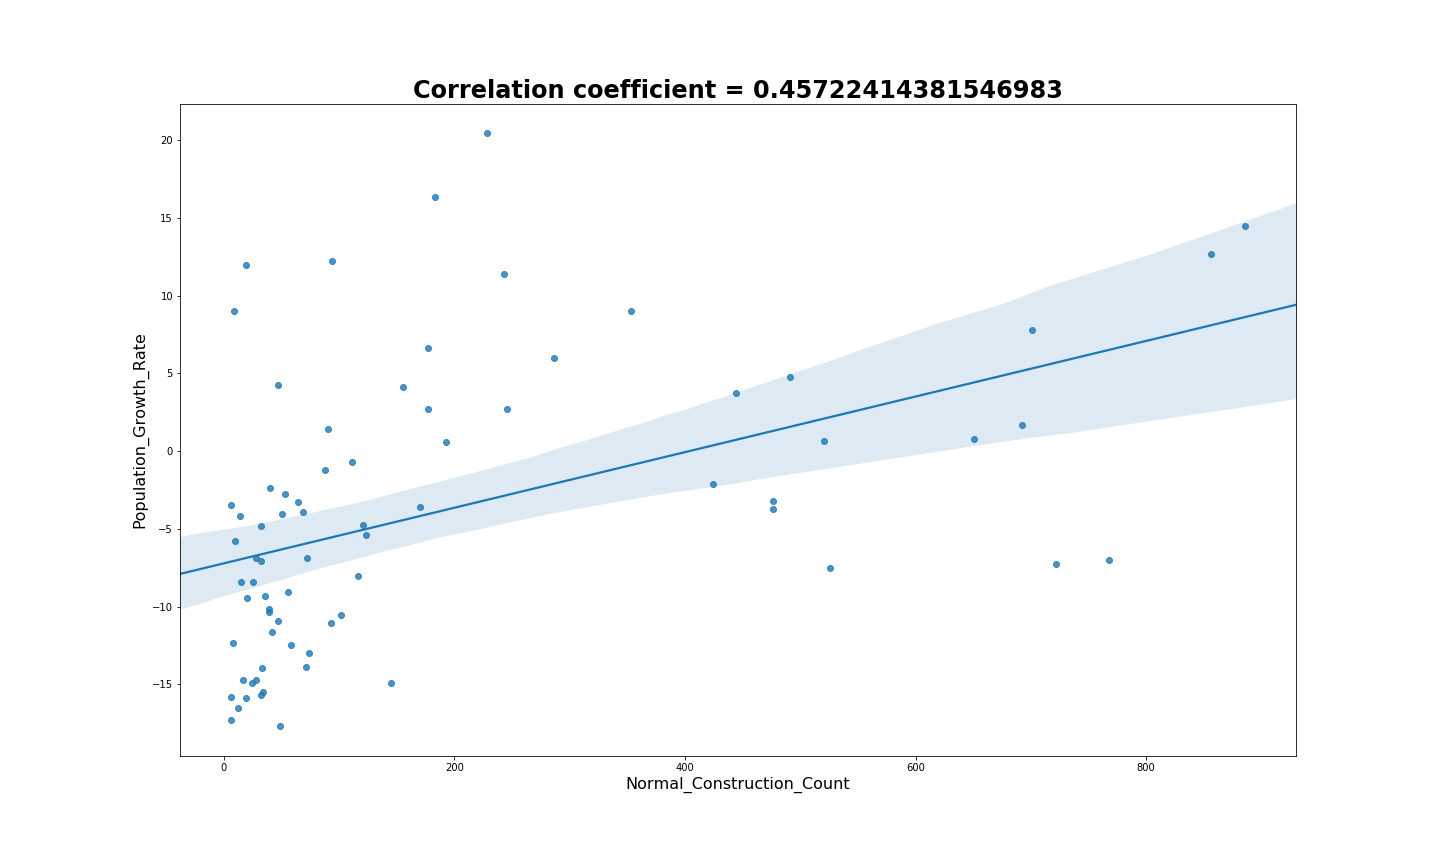 Correlation coefficient = 0.45722414381546983
20
15
10
5
0
−5
−10
−15
Population_Growth_Rate
0 200 400 600 800
Normal_Construction_Count